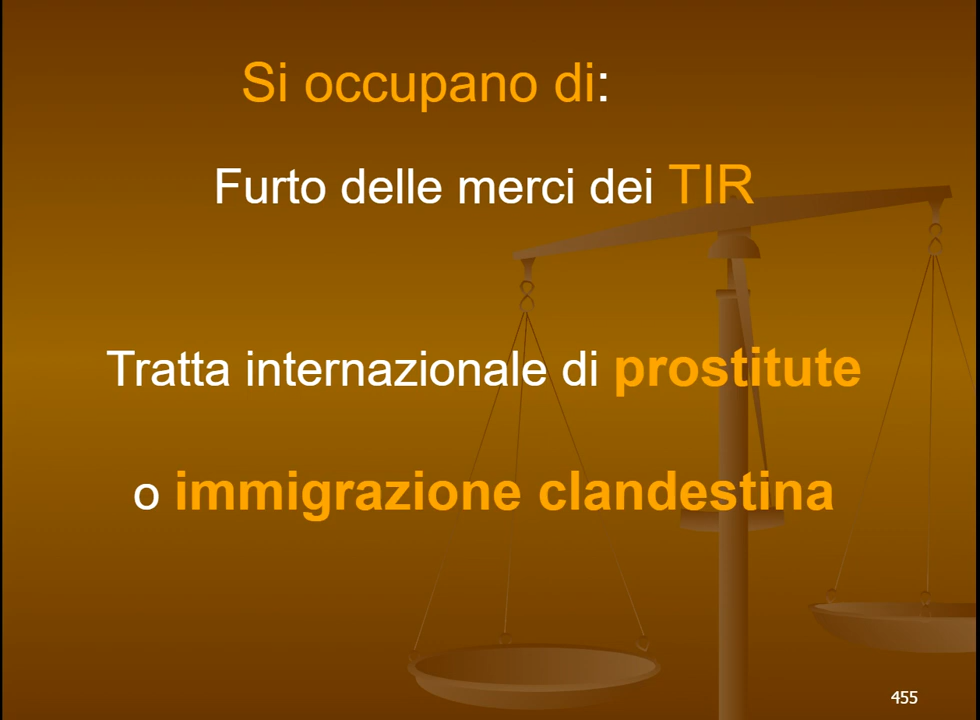 Si occupano di:
Furto delle merci dei TIR
Tratta internazionale di prostitute
o immigrazione clandestina
455